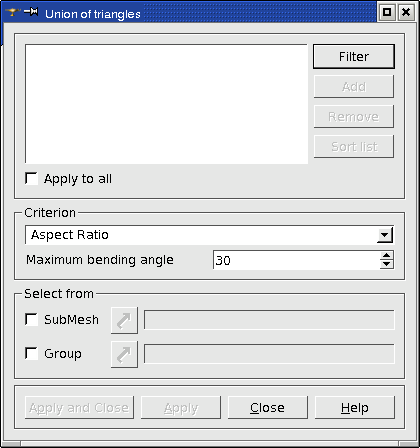 Union of triangles
Filter
Add
Remove
Sort list
Apply to all
Criterion
Aspect Ratio
Maximum bending angle 30
Select from
SubMesh
Group
Apply and Close Apply Close Help